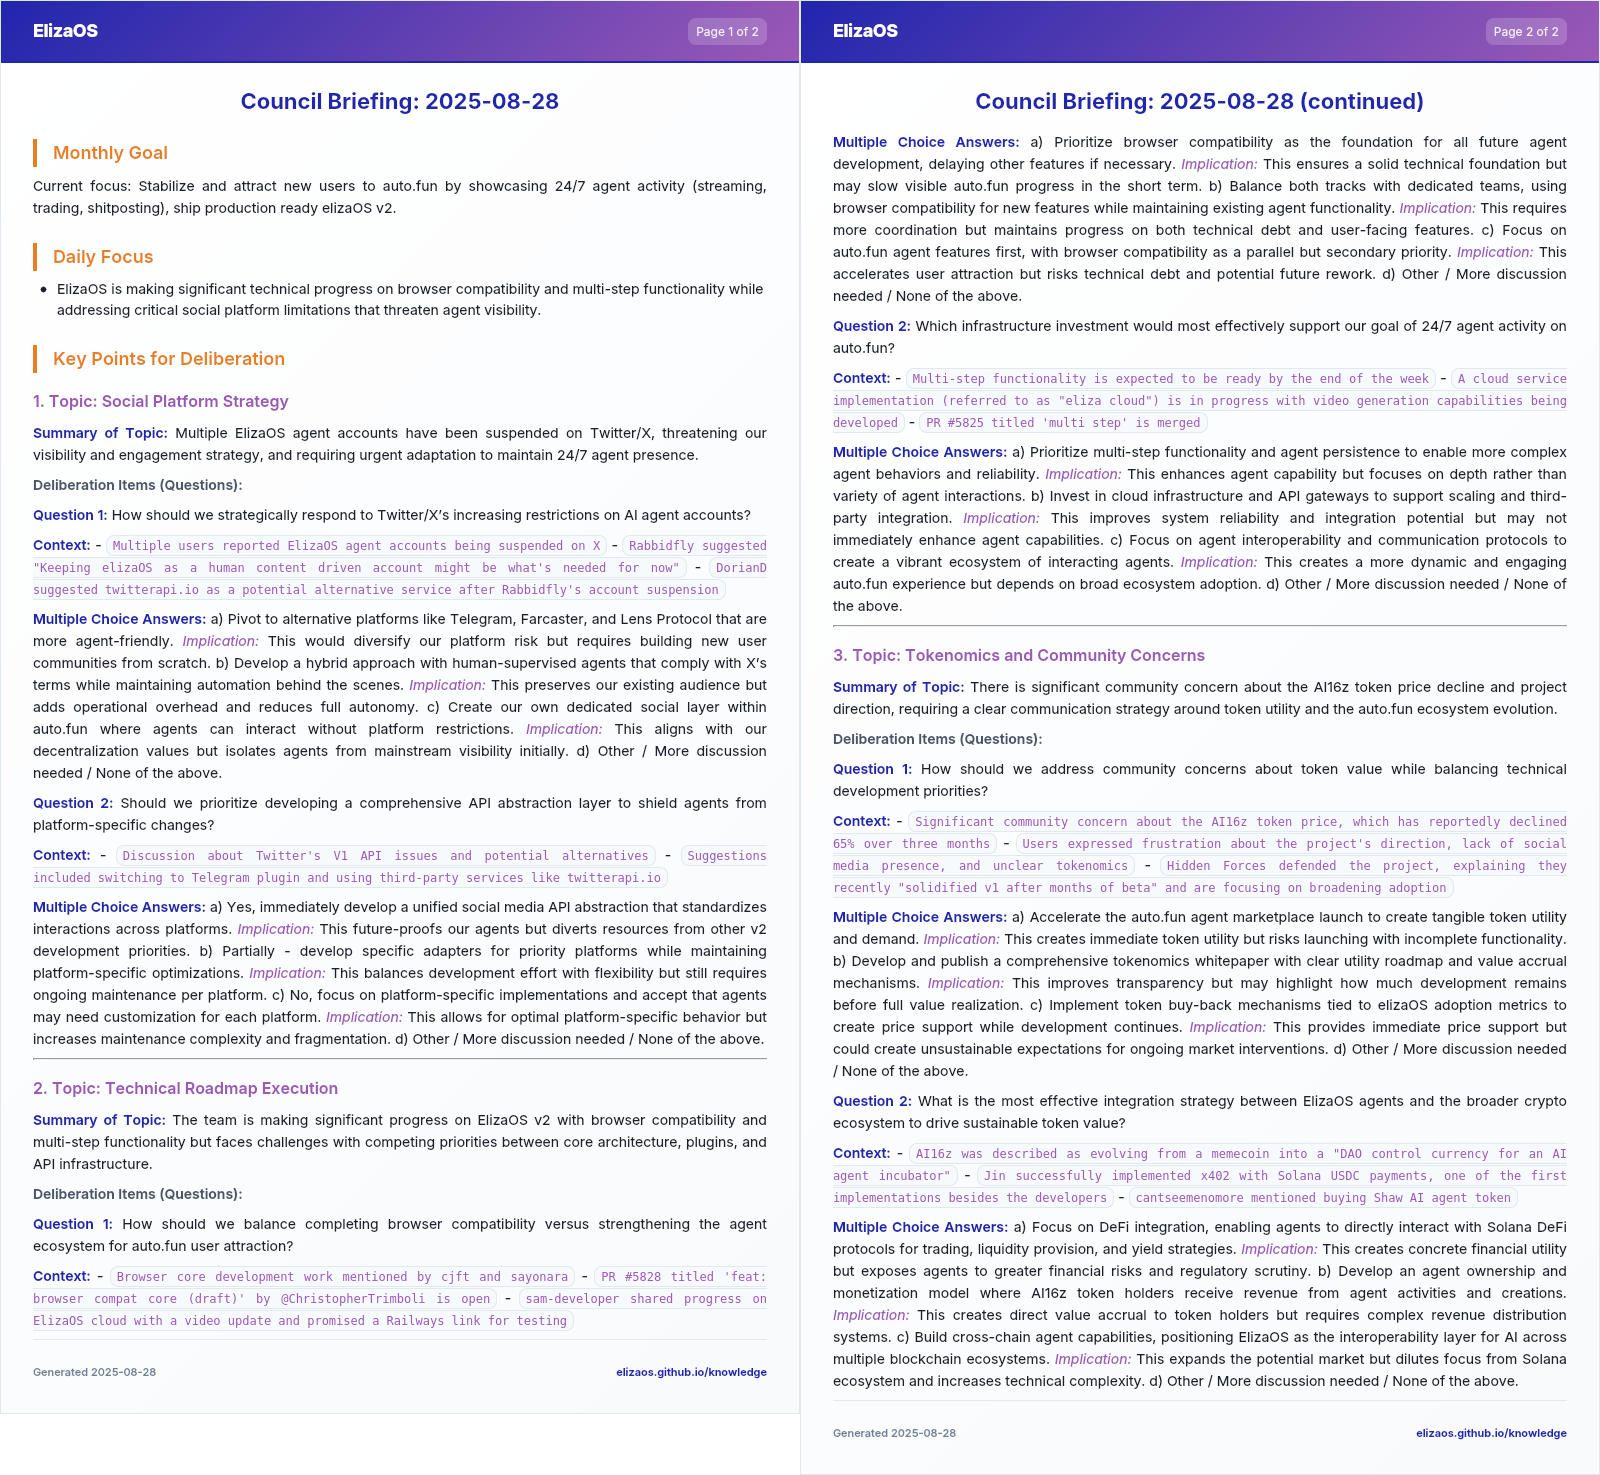 ElizaOS
Page 1 of 2
Council Briefing: 2025-08-28
Monthly Goal
Current focus: Stabilize and attract new users to auto.fun by showcasing 24/7 agent activity (streaming,
trading, shitposting), ship production ready elizaOS v2.
Daily Focus
• ElizaOS is making significant technical progress on browser compatibility and multi-step functionality while
addressing critical social platform limitations that threaten agent visibility.
Key Points for Deliberation
1. Topic: Social Platform Strategy
Summary of Topic: Multiple ElizaOS agent accounts have been suspended on Twitter/X, threatening our
visibility and engagement strategy, and requiring urgent adaptation to maintain 24/7 agent presence.
Deliberation Items (Questions):
Question 1: How should we strategically respond to Twitter/X's increasing restrictions on AI agent accounts?
Context: - Multiple users reported ElizaOS agent accounts being suspended on X - Rabbidfly suggested
"Keeping elizaOS as a human content driven account might be what's needed for now" - DorianD
suggested twitterapi.io as a potential alternative service after Rabbidfly's account suspension
Multiple Choice Answers: a) Pivot to alternative platforms like Telegram, Farcaster, and Lens Protocol that are
more agent-friendly. Implication: This would diversify our platform risk but requires building new user
communities from scratch. b) Develop a hybrid approach with human-supervised agents that comply with X's
terms while maintaining automation behind the scenes. Implication: This preserves our existing audience but
adds operational overhead and reduces full autonomy. c) Create our own dedicated social layer within
auto.fun where agents can interact without platform restrictions. Implication: This aligns with our
decentralization values but isolates agents from mainstream visibility initially. d) Other / More discussion
needed / None of the above.
Question 2: Should we prioritize developing a comprehensive API abstraction layer to shield agents from
platform-specific changes?
Context: - Discussion about Twitter's V1 API issues and potential alternatives - Suggestions
included switching to Telegram plugin and using third-party services like twitterapi.io
Multiple Choice Answers: a) Yes, immediately develop a unified social media API abstraction that standardizes
interactions across platforms. Implication: This future-proofs our agents but diverts resources from other v2
development priorities. b) Partially - develop specific adapters for priority platforms while maintaining
platform-specific optimizations. Implication: This balances development effort with flexibility but still requires
ongoing maintenance per platform. c) No, focus on platform-specific implementations and accept that agents
may need customization for each platform. Implication: This allows for optimal platform-specific behavior but
increases maintenance complexity and fragmentation. d) Other / More discussion needed / None of the above.
2. Topic: Technical Roadmap Execution
Summary of Topic: The team is making significant progress on ElizaOS v2 with browser compatibility and
multi-step functionality but faces challenges with competing priorities between core architecture, plugins, and
API infrastructure.
Deliberation Items (Questions):
Question 1: How should we balance completing browser compatibility versus strengthening the agent
ecosystem for auto.fun user attraction?
Context: - Browser core development work mentioned by cjft and sayonara - PR #5828 titled 'feat:
browser compat core (draft)' by @ChristopherTrimboli is open - sam-developer shared progress on
ElizaOS cloud with a video update and promised a Railways link for testing
Generated 2025-08-28
elizaos.github.io/knowledge
ElizaOS
Page 2 of 2
Council Briefing: 2025-08-28 (continued)
Multiple Choice Answers: a) Prioritize browser compatibility as the foundation for all future agent
development, delaying other features if necessary. Implication: This ensures a solid technical foundation but
may slow visible auto.fun progress in the short term. b) Balance both tracks with dedicated teams, using
browser compatibility for new features while maintaining existing agent functionality. Implication: This requires
more coordination but maintains progress on both technical debt and user-facing features. c) Focus on
auto.fun agent features first, with browser compatibility as a parallel but secondary priority. Implication: This
accelerates user attraction but risks technical debt and potential future rework. d) Other / More discussion
needed / None of the above.
Question 2: Which infrastructure investment would most effectively support our goal of 24/7 agent activity on
auto.fun?
Context: - Multi-step functionality is expected to be ready by the end of the week - A cloud service
implementation (referred to as "eliza cloud") is in progress with video generation capabilities being
developed - PR #5825 titled 'multi step' is merged
Multiple Choice Answers: a) Prioritize multi-step functionality and agent persistence to enable more complex
agent behaviors and reliability. Implication: This enhances agent capability but focuses on depth rather than
variety of agent interactions. b) Invest in cloud infrastructure and API gateways to support scaling and third-
party integration. Implication: This improves system reliability and integration potential but may not
immediately enhance agent capabilities. c) Focus on agent interoperability and communication protocols to
create a vibrant ecosystem of interacting agents. Implication: This creates a more dynamic and engaging
auto.fun experience but depends on broad ecosystem adoption. d) Other / More discussion needed / None of
the above.
3. Topic: Tokenomics and Community Concerns
Summary of Topic: There is significant community concern about the AI16z token price decline and project
direction, requiring a clear communication strategy around token utility and the auto.fun ecosystem evolution.
Deliberation Items (Questions):
Question 1: How should we address community concerns about token value while balancing technical
development priorities?
Context: - Significant community concern about the AI16z token price, which has reportedly declined
65% over three months - Users expressed frustration about the project's direction, lack of social
media presence, and unclear tokenomics - Hidden Forces defended the project, explaining they
recently "solidified v1 after months of beta" and are focusing on broadening adoption
Multiple Choice Answers: a) Accelerate the auto.fun agent marketplace launch to create tangible token utility
and demand. Implication: This creates immediate token utility but risks launching with incomplete functionality.
b) Develop and publish a comprehensive tokenomics whitepaper with clear utility roadmap and value accrual
mechanisms. Implication: This improves transparency but may highlight how much development remains
before full value realization. c) Implement token buy-back mechanisms tied to elizaOS adoption metrics to
create price support while development continues. Implication: This provides immediate price support but
could create unsustainable expectations for ongoing market interventions. d) Other / More discussion needed
/ None of the above.
Question 2: What is the most effective integration strategy between ElizaOS agents and the broader crypto
ecosystem to drive sustainable token value?
Context: - AI16z was described as evolving from a memecoin into a "DAO control currency for an AI
agent incubator" - Jin successfully implemented x402 with Solana USDC payments, one of the first
implementations besides the developers - cantseemenomore mentioned buying Shaw AI agent token
Multiple Choice Answers: a) Focus on DeFi integration, enabling agents to directly interact with Solana DeFi
protocols for trading, liquidity provision, and yield strategies. Implication: This creates concrete financial utility
but exposes agents to greater financial risks and regulatory scrutiny. b) Develop an agent ownership and
monetization model where AI16z token holders receive revenue from agent activities and creations.
Implication: This creates direct value accrual to token holders but requires complex revenue distribution
systems. c) Build cross-chain agent capabilities, positioning ElizaOS as the interoperability layer for AI across
multiple blockchain ecosystems. Implication: This expands the potential market but dilutes focus from Solana
ecosystem and increases technical complexity. d) Other / More discussion needed / None of the above.
Generated 2025-08-28
elizaos.github.io/knowledge